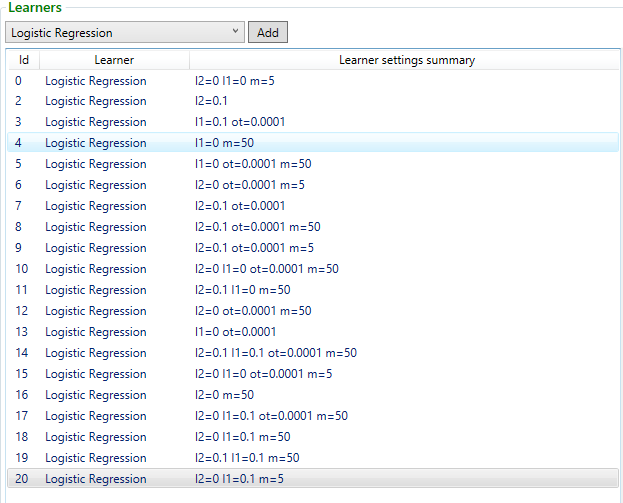 Learners
Logistic Regression Add
Id Learner Learner settings summary
0 Logistic Regression l2=0 l1=0 m=5
2 Logistic Regression l2=0.1
3 Logistic Regression l1=0.1 ot=0.0001
4 Logistic Regression l1=0 m=50
5 Logistic Regression l1=0 ot=0.0001 m=50
6 Logistic Regression l2=0 ot=0.0001 m=5
7 Logistic Regression l2=0.1 ot=0.0001
8 Logistic Regression l2=0.1 ot=0.0001 m=50
9 Logistic Regression l2=0.1 ot=0.0001 m=5
10 Logistic Regression l2=0 l1=0 ot=0.0001 m=50
11 Logistic Regression l2=0.1 l1=0 m=50
12 Logistic Regression l2=0 ot=0.0001 m=50
13 Logistic Regression l1=0 ot=0.0001
14 Logistic Regression l2=0.1 l1=0.1 ot=0.0001 m=50
15 Logistic Regression l2=0 l1=0 ot=0.0001 m=5
16 Logistic Regression l2=0 m=50
17 Logistic Regression l2=0 l1=0.1 ot=0.0001 m=50
18 Logistic Regression l2=0 l1=0.1 m=50
19 Logistic Regression l2=0.1 l1=0.1 m=50
20 Logistic Regression l2=0 l1=0.1 m=5